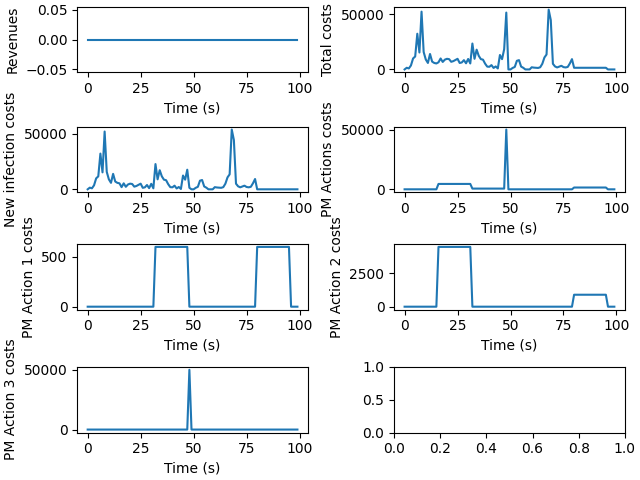 Revenues
0.05
0.00
−0.05
0 25 50 75 100
Time (s)
Total costs
50000
0
0 25 50 75 100
Time (s)
New infection costs
50000
0
0 25 50 75 100
Time (s)
PM Actions costs
50000
0
0 25 50 75 100
Time (s)
PM Action 1 costs
500
0
0 25 50 75 100
Time (s)
PM Action 2 costs
2500
0
0 25 50 75 100
Time (s)
PM Action 3 costs
50000
0
0 25 50 75 100
Time (s)
1.0
0.5
0.0
0.0 0.2 0.4 0.6 0.8 1.0